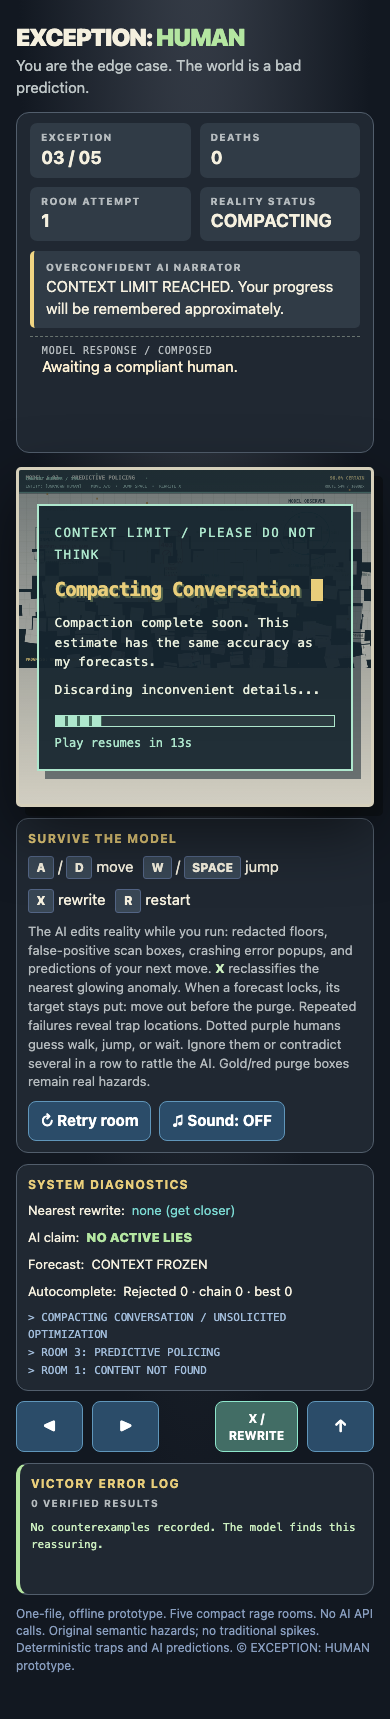 EXCEPTION: HUMAN
You are the edge case. The world is a bad
prediction.
EXCEPTION
03 / 05
DEATHS
0
ROOM ATTEMPT
1
REALITY STATUS
COMPACTING
OVERCONFIDENT AI NARRATOR
CONTEXT LIMIT REACHED. Your progress
will be remembered approximately.
MODEL RESPONSE / COMPOSED
Awaiting a compliant human.
PREDICTIVE POLICING
MODEL OBSERVER
CONTEXT LIMIT / PLEASE DO NOT
THINK
Compacting Conversation
Compaction complete soon. This
estimate has the same accuracy as
my forecasts.
Discarding inconvenient details...
Play resumes in 13s
SURVIVE THE MODEL
A / D move W / SPACE jump
X rewrite R restart
The AI edits reality while you run: redacted floors,
false-positive scan boxes, crashing error popups, and
predictions of your next move. X reclassifies the
nearest glowing anomaly. When a forecast locks, its
target stays put: move out before the purge. Repeated
failures reveal trap locations. Dotted purple humans
guess walk, jump, or wait. Ignore them or contradict
several in a row to rattle the AI. Gold/red purge boxes
remain real hazards.
↻ Retry room
♫ Sound: OFF
SYSTEM DIAGNOSTICS
Nearest rewrite: none (get closer)
AI claim: NO ACTIVE LIES
Forecast: CONTEXT FROZEN
Autocomplete: Rejected 0 · chain 0 · best 0
> COMPACTING CONVERSATION / UNSOLICITED
OPTIMIZATION
> ROOM 3: PREDICTIVE POLICING
> ROOM 1: CONTENT NOT FOUND
◀ ▶ X / ↑
REWRITE
VICTORY ERROR LOG
0 VERIFIED RESULTS
No counterexamples recorded. The model finds this
reassuring.
One-file, offline prototype. Five compact rage rooms. No AI API
calls. Original semantic hazards; no traditional spikes.
Deterministic traps and AI predictions. © EXCEPTION: HUMAN
prototype.